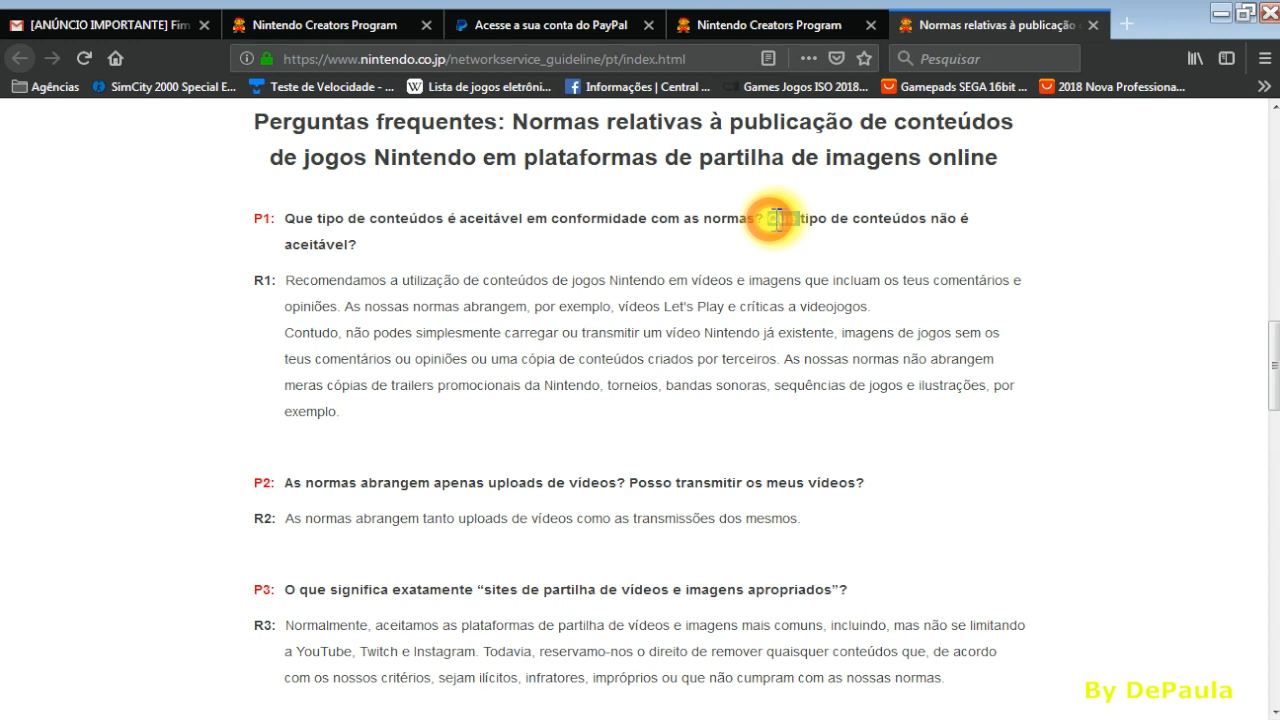 [ANÚNCIO IMPORTANTE] Fim
Nintendo Creators Program
Acesse a sua conta do PayPal
Nintendo Creators Program
Normas relativas à publicação
https://www.nintendo.co.jp/networkservice_guideline/pt/index.html
Pesquisar
Agências
SimCity 2000 Special E...
Teste de Velocidade - ...
Lista de jogos eletrôni...
Informações | Central ...
Games Jogos ISO 2018...
Gamepads SEGA 16bit ...
2018 Nova Professiona...
Perguntas frequentes: Normas relativas à publicação de conteúdos
de jogos Nintendo em plataformas de partilha de imagens online
P1: Que tipo de conteúdos é aceitável em conformidade com as normas? Que tipo de conteúdos não é
aceitável?
R1: Recomendamos a utilização de conteúdos de jogos Nintendo em vídeos e imagens que incluam os teus comentários e
opiniões. As nossas normas abrangem, por exemplo, vídeos Let's Play e críticas a videojogos.
Contudo, não podes simplesmente carregar ou transmitir um vídeo Nintendo já existente, imagens de jogos sem os
teus comentários ou opiniões ou uma cópia de conteúdos criados por terceiros. As nossas normas não abrangem
meras cópias de trailers promocionais da Nintendo, torneios, bandas sonoras, sequências de jogos e ilustrações, por
exemplo.
P2: As normas abrangem apenas uploads de vídeos? Posso transmitir os meus vídeos?
R2: As normas abrangem tanto uploads de vídeos como as transmissões dos mesmos.
P3: O que significa exatamente “sites de partilha de vídeos e imagens apropriados”?
R3: Normalmente, aceitamos as plataformas de partilha de vídeos e imagens mais comuns, incluindo, mas não se limitando
a YouTube, Twitch e Instagram. Todavia, reservamo-nos o direito de remover quaisquer conteúdos que, de acordo
com os nossos critérios, sejam ilícitos, infratores, impróprios ou que não cumpram com as nossas normas.
By DePaula